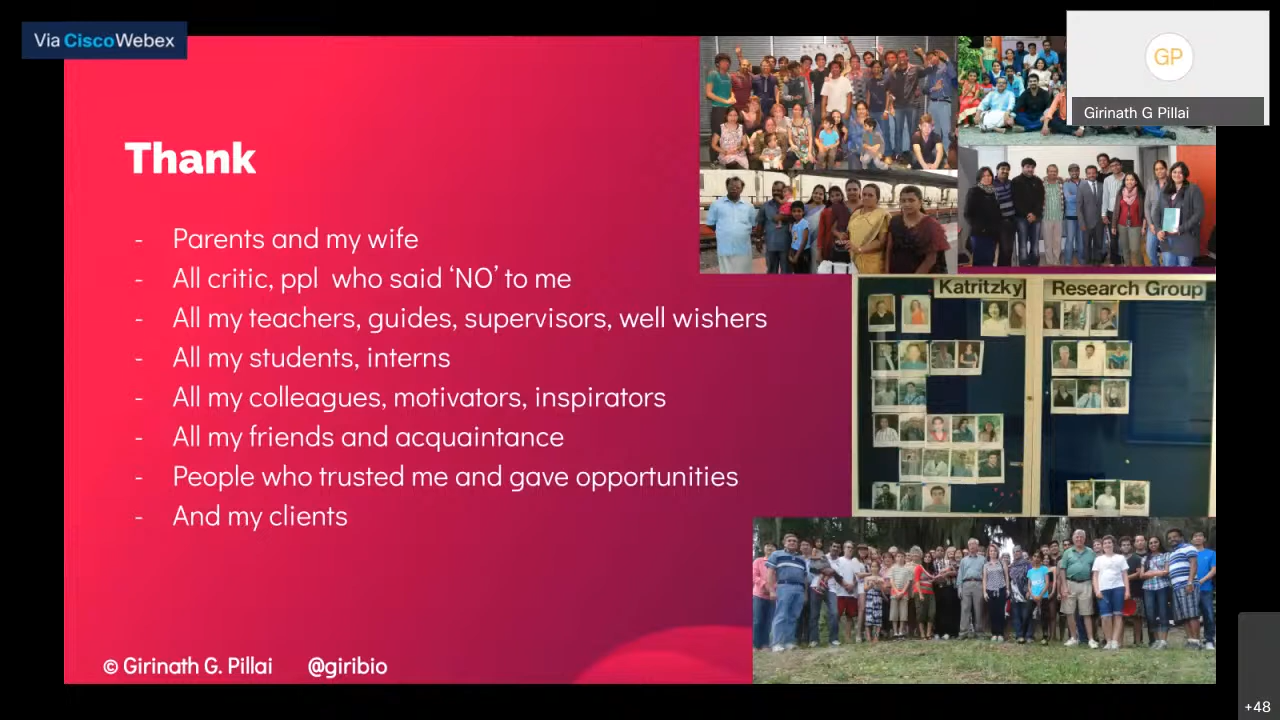 Via CiscoWebex
GP
Girinath G Pillai
Thank
- Parents and my wife
- All critic, ppl who said ‘NO’ to me
- All my teachers, guides, supervisors, well wishers
- All my students, interns
- All my colleagues, motivators, inspirators
- All my friends and acquaintance
- People who trusted me and gave opportunities
- And my clients
Katritzky Research Group
© Girinath G. Pillai @giribio
+48